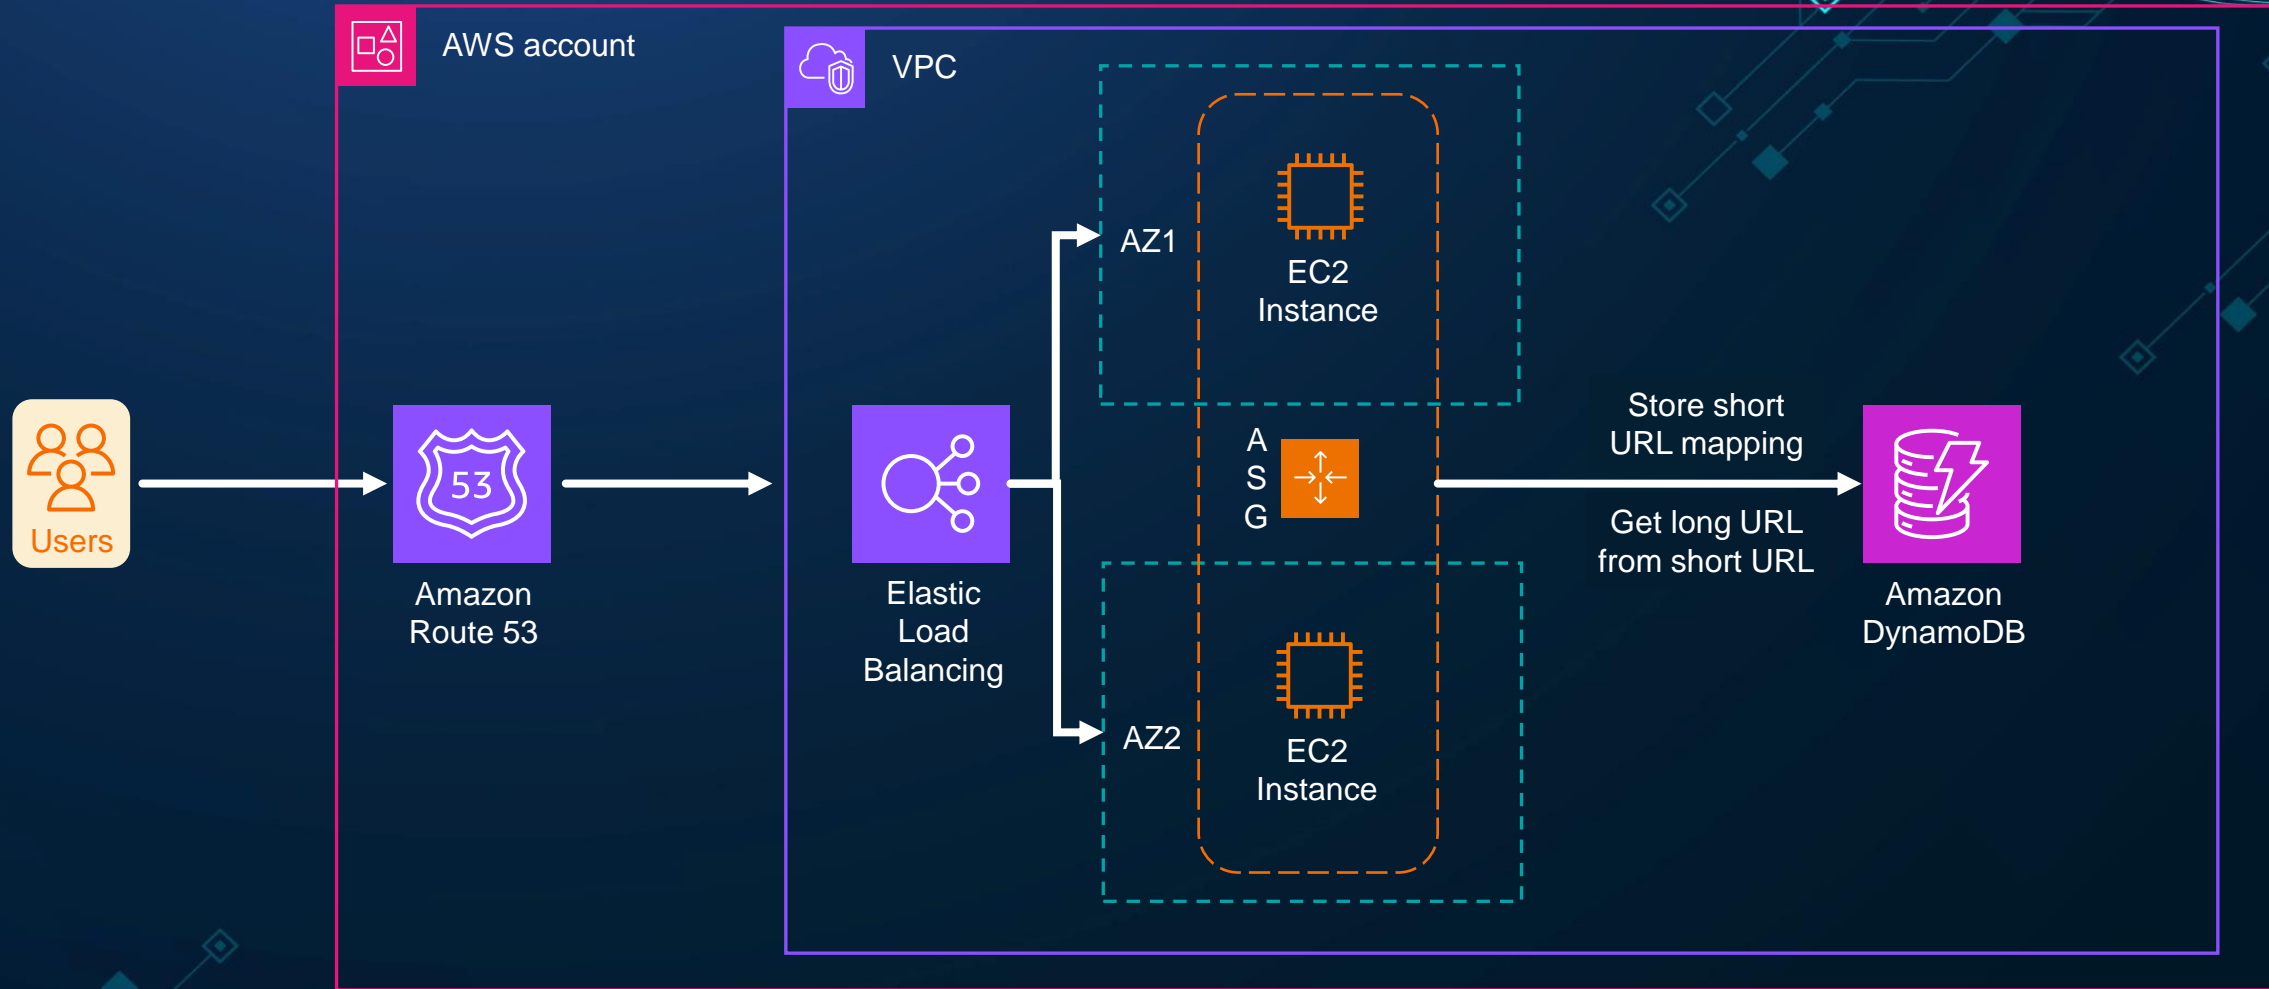 AWS account
VPC
AZ1
EC2
Instance
Users
53
Amazon
Route 53
Elastic
Load
Balancing
A
S
G
Store short
URL mapping
Get long URL
from short URL
Amazon
DynamoDB
AZ2
EC2
Instance